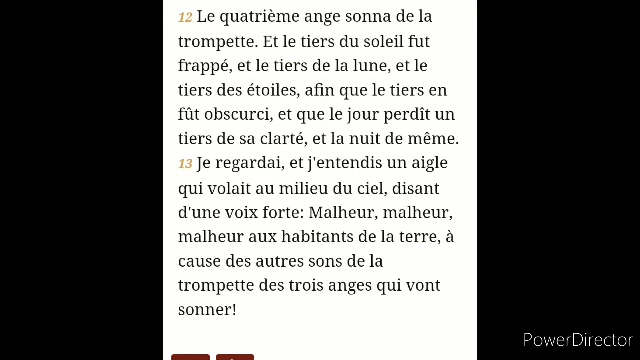 12 Le quatrième ange sonna de la
trompette. Et le tiers du soleil fut
frappé, et le tiers de la lune, et le
tiers des étoiles, afin que le tiers en
fût obscurci, et que le jour perdît un
tiers de sa clarté, et la nuit de même.
13 Je regardai, et j'entendis un aigle
qui volait au milieu du ciel, disant
d'une voix forte: Malheur, malheur,
malheur aux habitants de la terre, à
cause des autres sons de la
trompette des trois anges qui vont
sonner!
PowerDirector